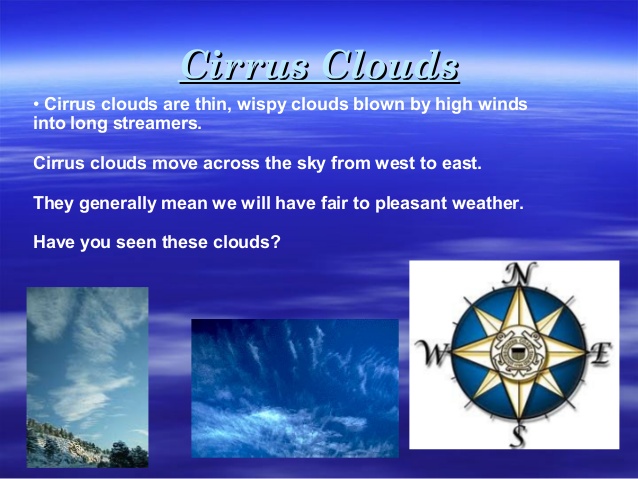 Cirrus Clouds
• Cirrus clouds are thin, wispy clouds blown by high winds
into long streamers.
Cirrus clouds move across the sky from west to east.
They generally mean we will have fair to pleasant weather.
Have you seen these clouds?
N
W
E
S